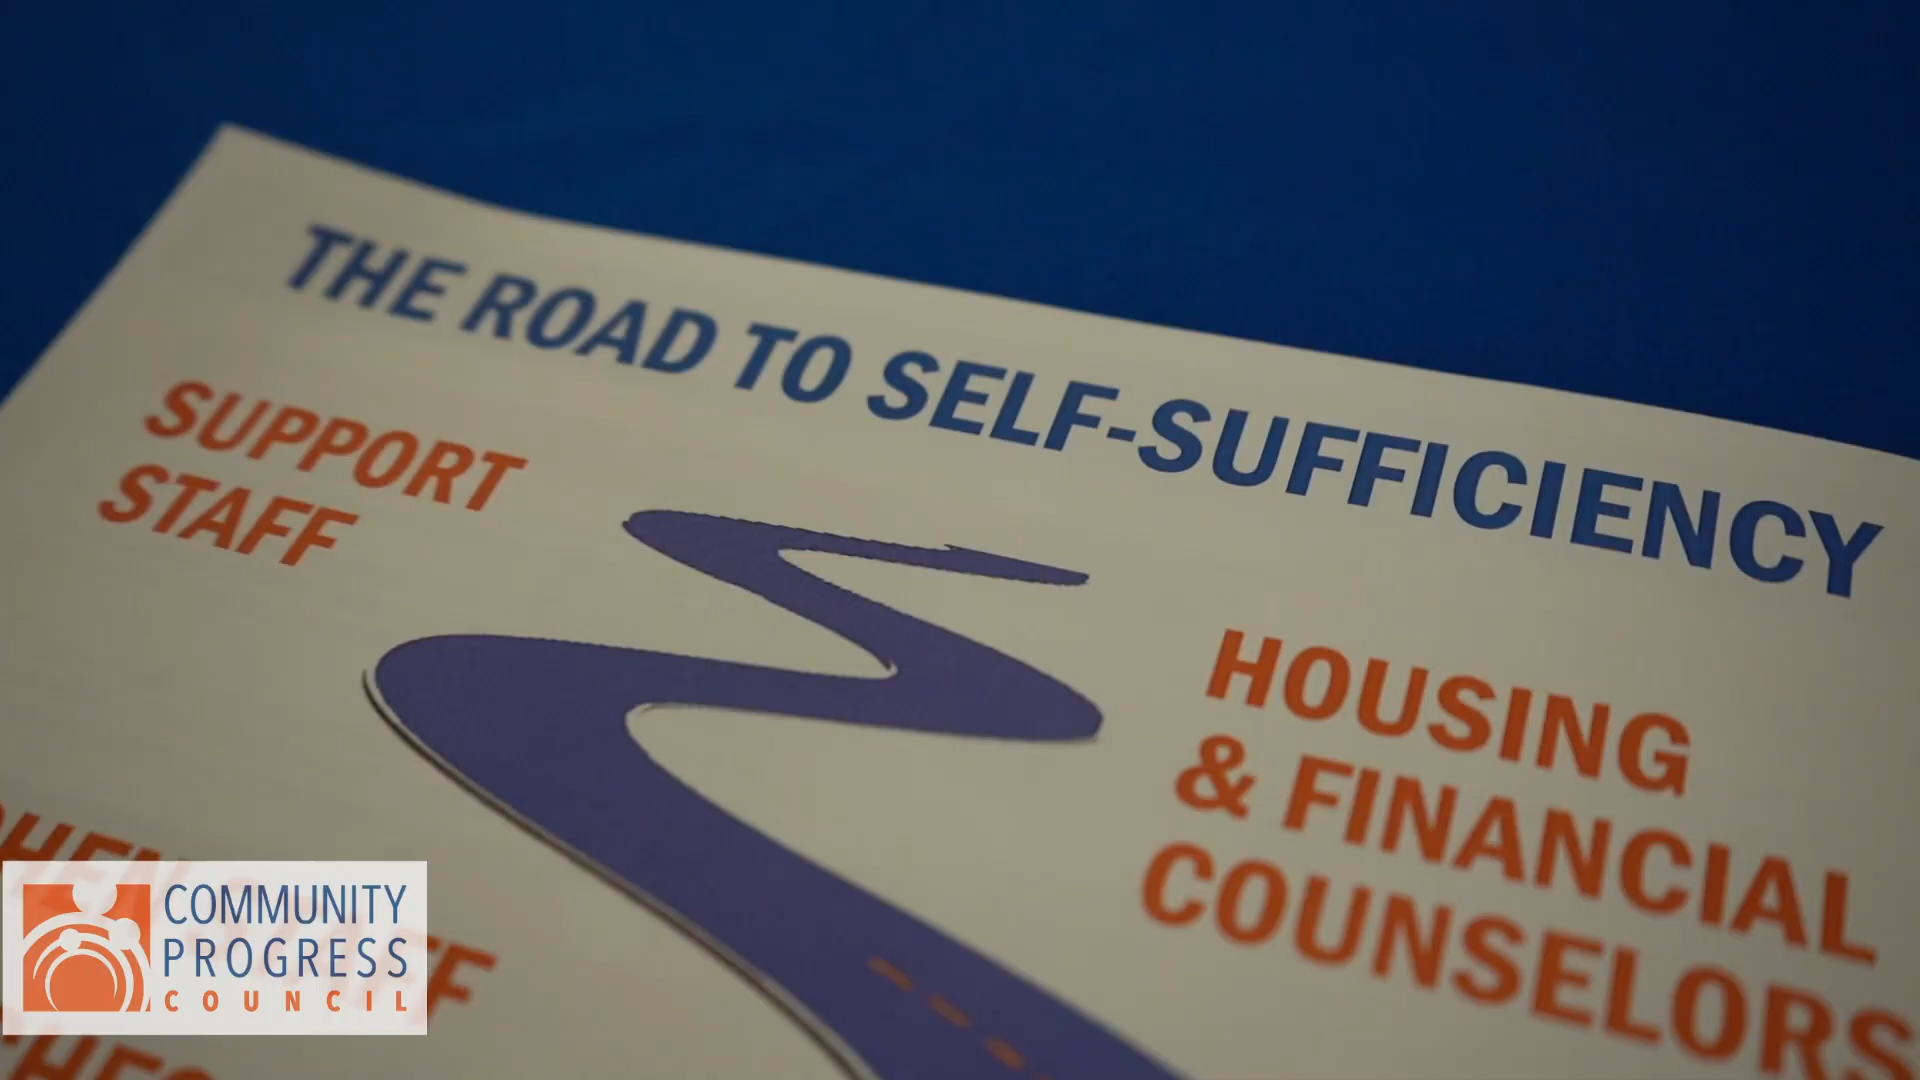 THE ROAD TO SELF-SUFFICIENCY
SUPPORT
STAFF
HOUSING
& FINANCIAL
COUNSELORS
COMMUNITY
PROGRESS
COUNCIL